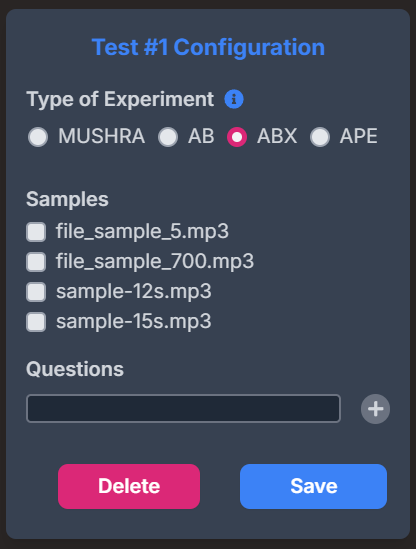 Test #1 Configuration
Type of Experiment i
MUSHRA AB ABX APE
Samples
file_sample_5.mp3
file_sample_700.mp3
sample-12s.mp3
sample-15s.mp3
Questions
Delete Save